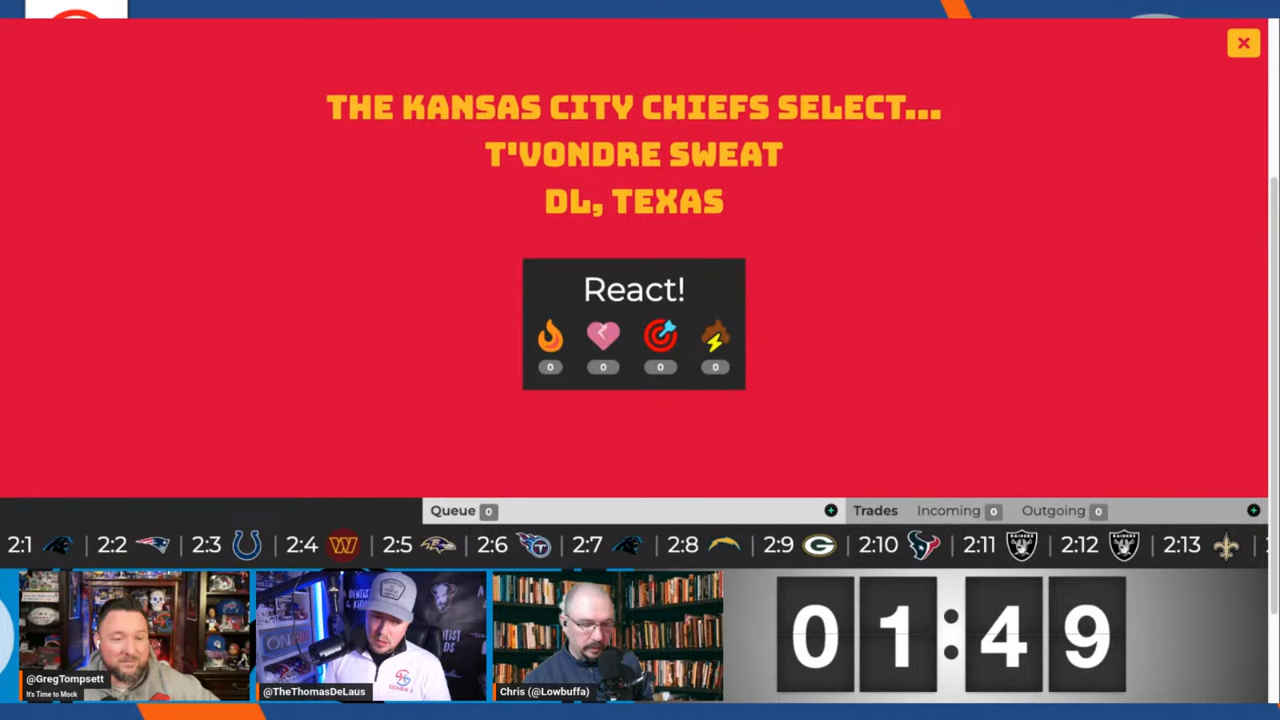 THE KANSAS CITY CHIEFS SELECT...
T'VONDRE SWEAT
DL, TEXAS
React!
0 0 0 0
Queue 0 Trades Incoming 0 Outgoing 0
2:1 | 2:2 | 2:3 | 2:4 | 2:5 | 2:6 | 2:7 | 2:8 | 2:9 | 2:10 | 2:11 | 2:12 | 2:13
01:49
@GregTompsett
It's Time to Mock
@TheThomasDeLaus
Chris (@Lowbuffa)